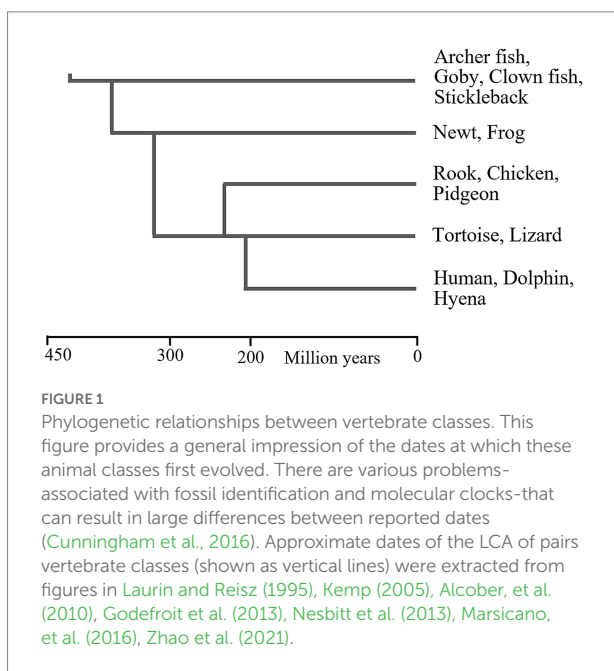 Archer fish,
Goby, Clown fish,
Stickleback
Newt, Frog
Rook, Chicken,
Pidgeon
Tortoise, Lizard
Human, Dolphin,
Hyena
450 300 200 Million years 0
FIGURE 1
Phylogenetic relationships between vertebrate classes. This
figure provides a general impression of the dates at which these
animal classes first evolved. There are various problems-
associated with fossil identification and molecular clocks-that
can result in large differences between reported dates
(Cunningham et al., 2016). Approximate dates of the LCA of pairs
vertebrate classes (shown as vertical lines) were extracted from
figures in Laurin and Reisz (1995), Kemp (2005), Alcober, et al.
(2010), Godefroit et al. (2013), Nesbitt et al. (2013), Marsicano,
et al. (2016), Zhao et al. (2021).